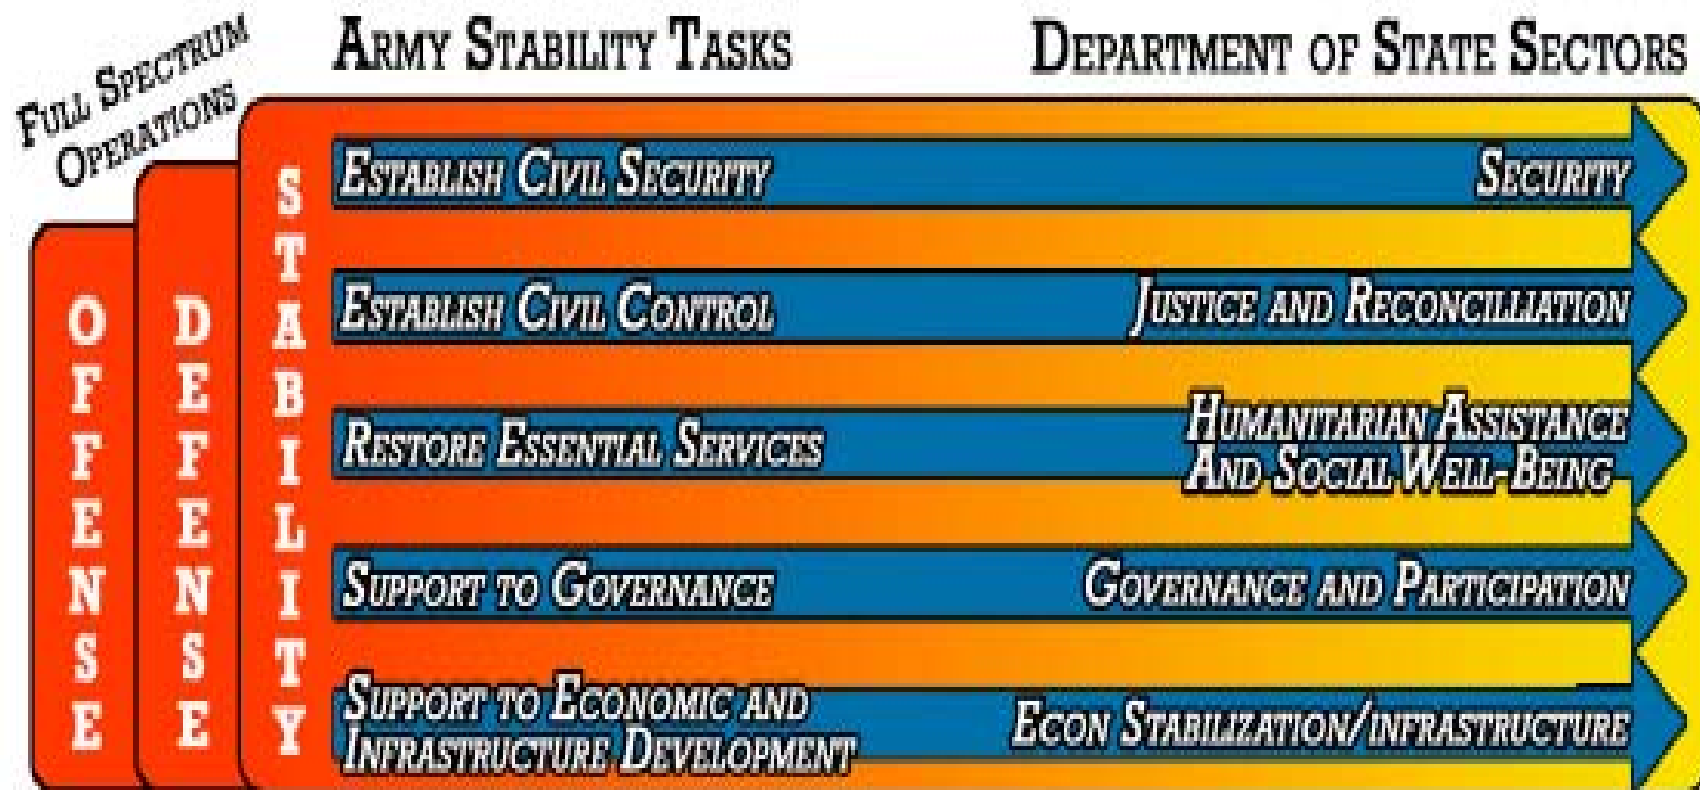 FULL SPECTRUM
OPERATIONS
ARMY STABILITY TASKS
DEPARTMENT OF STATE SECTORS
OFFENSE
DEFENSE
STABILITY
ESTABLISH CIVIL SECURITY
SECURITY
ESTABLISH CIVIL CONTROL
JUSTICE AND RECONCILLIATION
RESTORE ESSENTIAL SERVICES
HUMANITARIAN ASSISTANCE
AND SOCIAL WELL-BEING
SUPPORT TO GOVERNANCE
GOVERNANCE AND PARTICIPATION
SUPPORT TO ECONOMIC AND
INFRASTRUCTURE DEVELOPMENT
ECON STABILIZATION/INFRASTRUCTURE